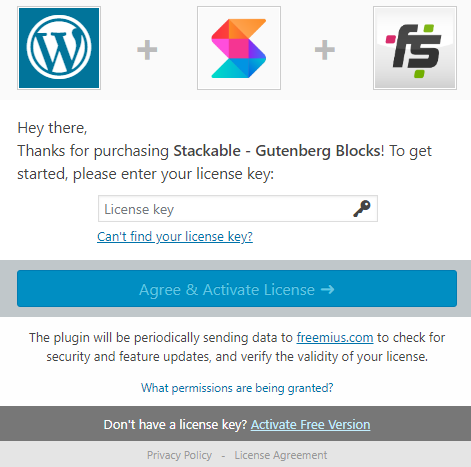 Hey there,
Thanks for purchasing Stackable - Gutenberg Blocks! To get
started, please enter your license key:
License key
Can't find your license key?
Agree & Activate License →
The plugin will be periodically sending data to freemius.com to check for
security and feature updates, and verify the validity of your license.
What permissions are being granted?
Don't have a license key? Activate Free Version
Privacy Policy - License Agreement